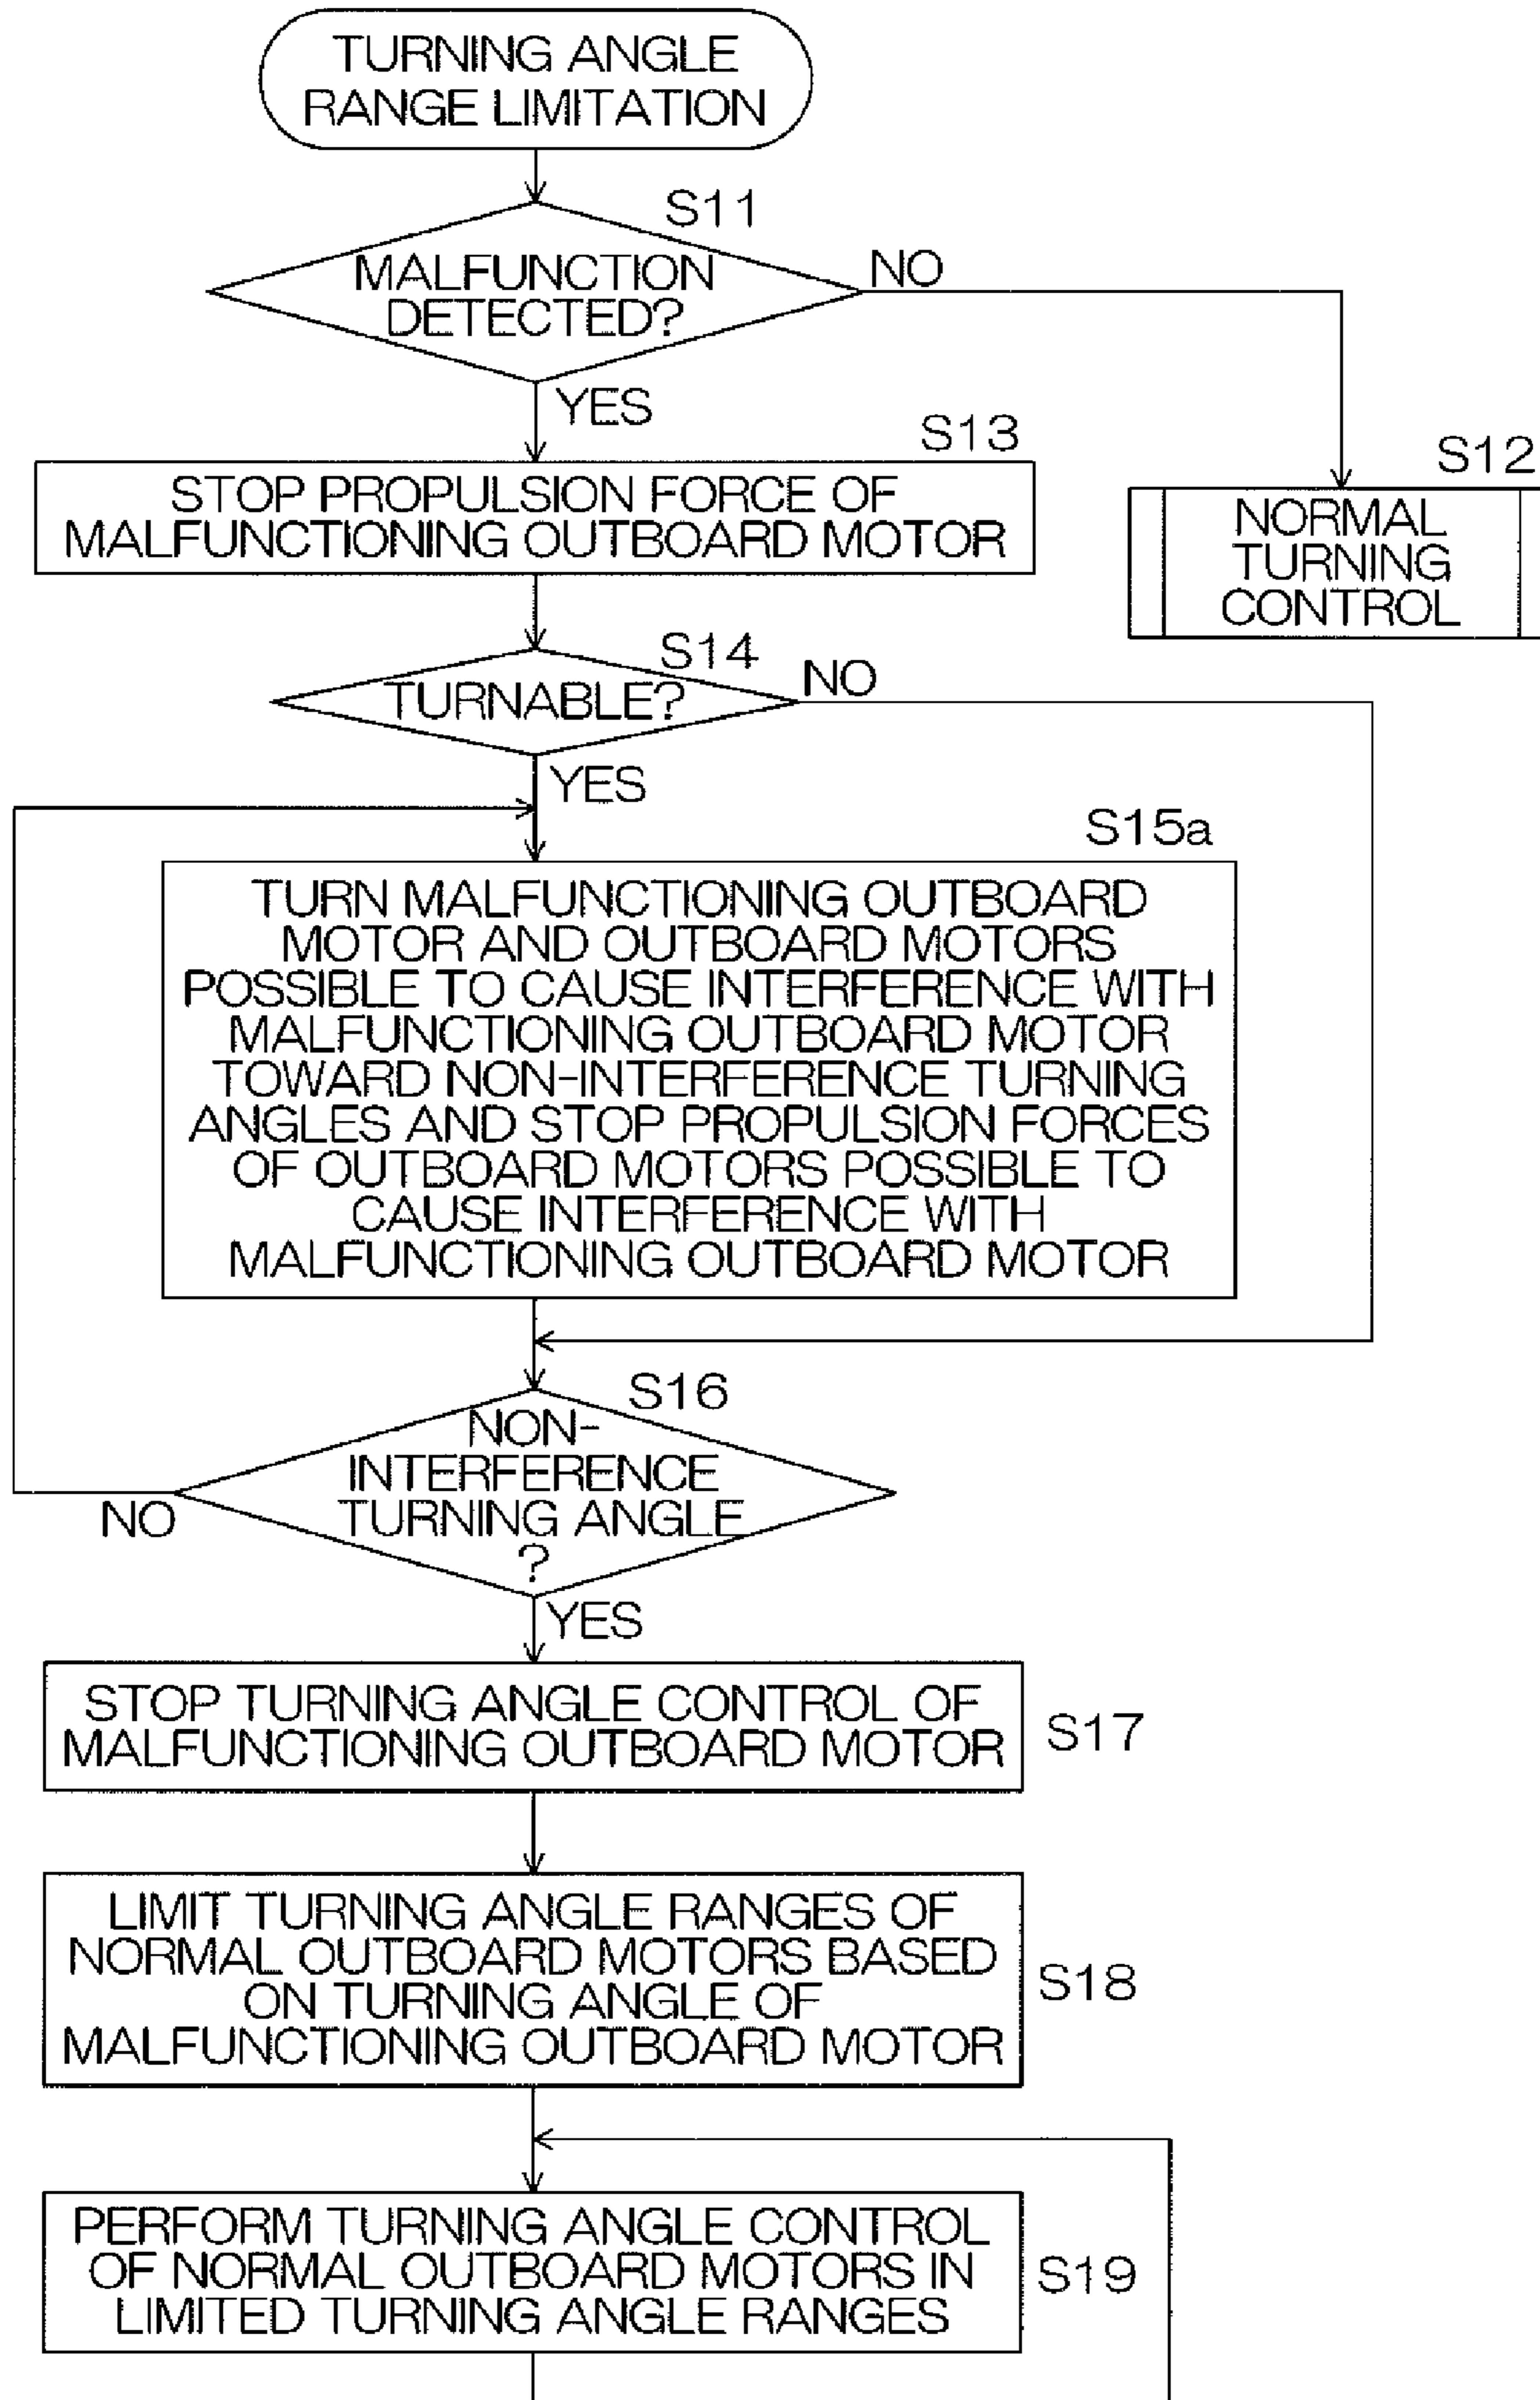 TURNING ANGLE
RANGE LIMITATION
S11
MALFUNCTION
DETECTED?
NO
YES
S13
STOP PROPULSION FORCE OF
MALFUNCTIONING OUTBOARD MOTOR
S12
NORMAL
TURNING
CONTROL
S14
TURNABLE?
NO
YES
S15a
TURN MALFUNCTIONING OUTBOARD
MOTOR AND OUTBOARD MOTORS
POSSIBLE TO CAUSE INTERFERENCE WITH
MALFUNCTIONING OUTBOARD MOTOR
TOWARD NON-INTERFERENCE TURNING
ANGLES AND STOP PROPULSION FORCES
OF OUTBOARD MOTORS POSSIBLE TO
CAUSE INTERFERENCE WITH
MALFUNCTIONING OUTBOARD MOTOR
S16
NON-
INTERFERENCE
TURNING ANGLE
?
NO
YES
STOP TURNING ANGLE CONTROL OF
MALFUNCTIONING OUTBOARD MOTOR
S17
LIMIT TURNING ANGLE RANGES OF
NORMAL OUTBOARD MOTORS BASED
ON TURNING ANGLE OF
MALFUNCTIONING OUTBOARD MOTOR
S18
PERFORM TURNING ANGLE CONTROL
OF NORMAL OUTBOARD MOTORS IN
LIMITED TURNING ANGLE RANGES
S19